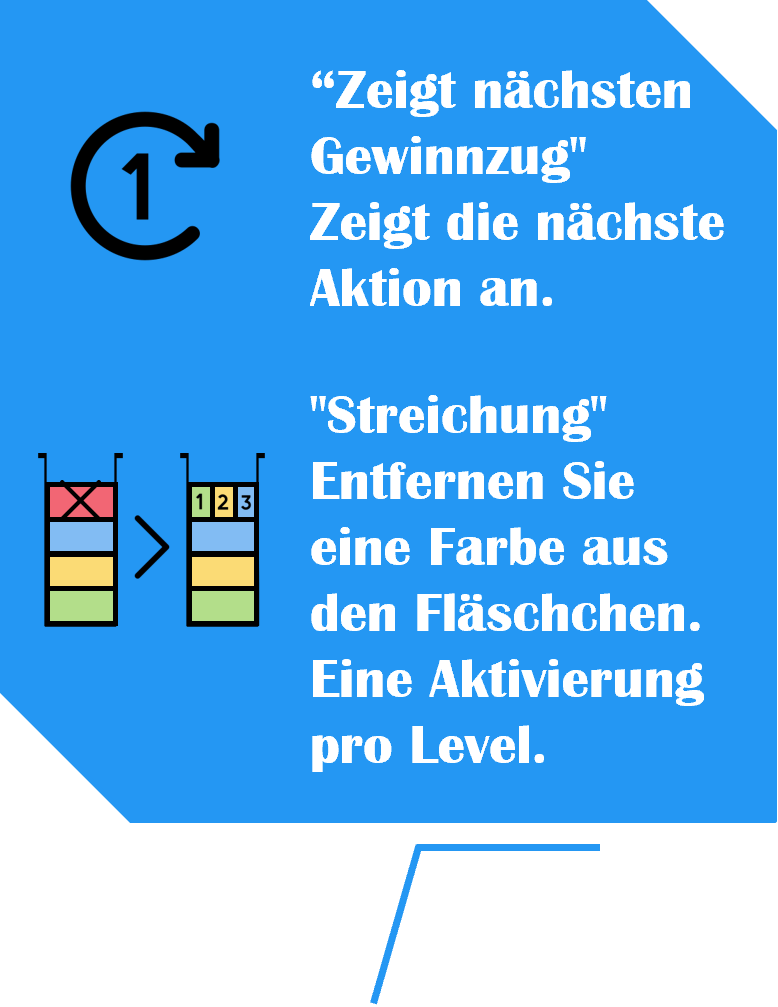 “Zeigt nächsten
Gewinnzug"
1
Zeigt die nächste
Aktion an.
"Streichung"
Entfernen Sie
1 2 3
eine Farbe aus
den Fläschchen.
Eine Aktivierung
pro Level.